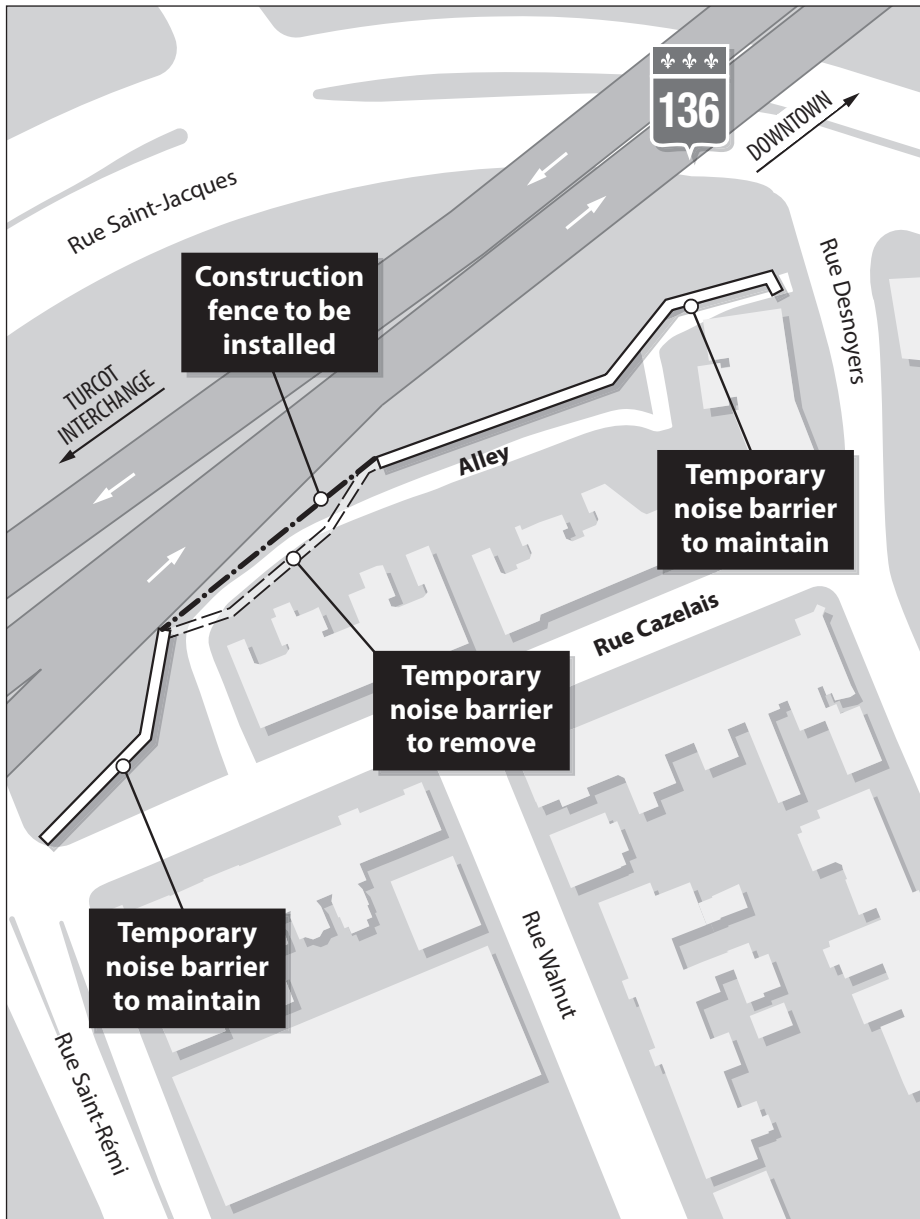 136
DOWNTOWN
Rue Saint-Jacques
Rue Desnoyers
Construction
fence to be
installed
TURCOT
INTERCHANGE
Alley
Temporary
noise barrier
to maintain
Rue Cazelais
Temporary
noise barrier
to remove
Temporary
noise barrier
to maintain
Rue Walnut
Rue Saint-Rémi